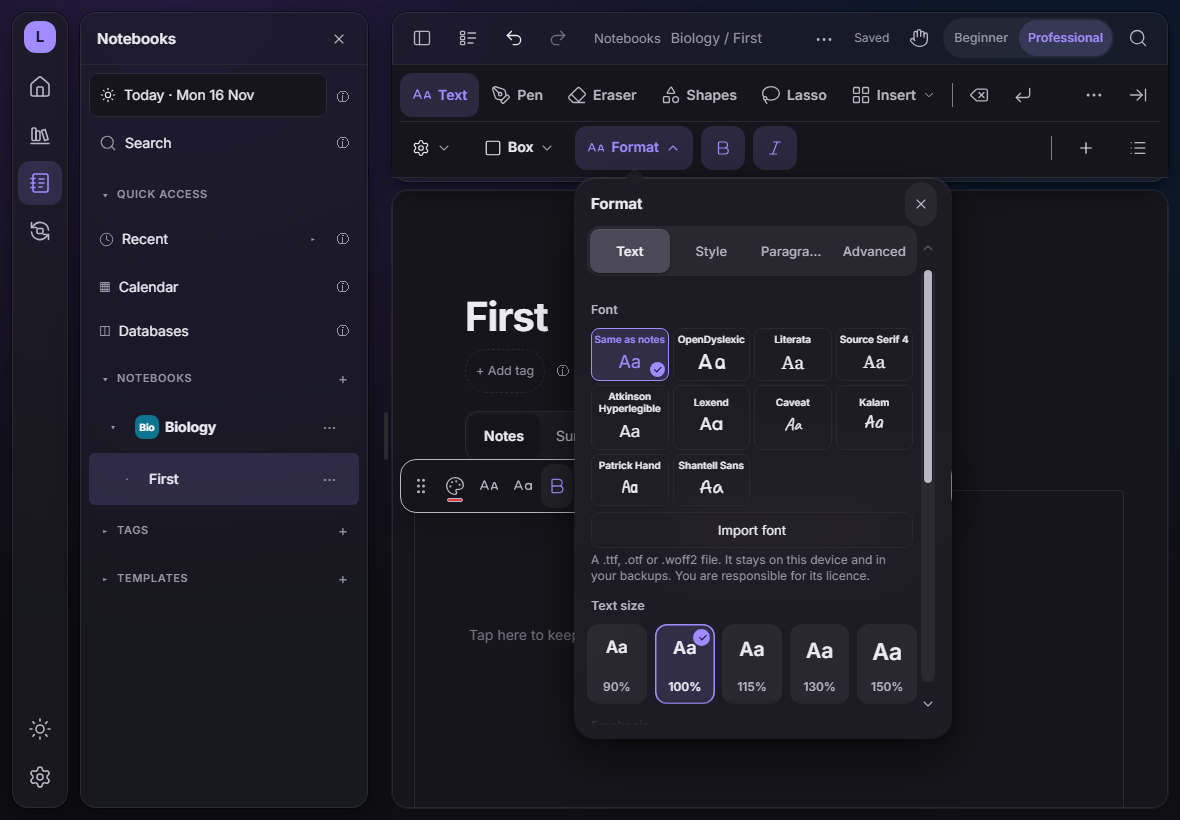 L
Notebooks
Today · Mon 16 Nov
Search
QUICK ACCESS
Recent
Calendar
Databases
NOTEBOOKS
Bio Biology
First
TAGS
TEMPLATES
Notebooks Biology / First
Saved
Beginner Professional
AA Text Pen Eraser Shapes Lasso Insert
Box AA Format B I
First
+ Add tag
Notes Su
AA Aa B
Tap here to keep
Format
Text Style Paragra... Advanced
Font
Same as notes OpenDyslexic Literata Source Serif 4
Aa Aa Aa Aa
Atkinson Hyperlegible Lexend Caveat Kalam
Aa Aa Aa Aa
Patrick Hand Shantell Sans
Aa Aa
Import font
A .ttf, .otf or .woff2 file. It stays on this device and in
your backups. You are responsible for its licence.
Text size
Aa Aa Aa Aa Aa
90% 100% 115% 130% 150%
Emphasis